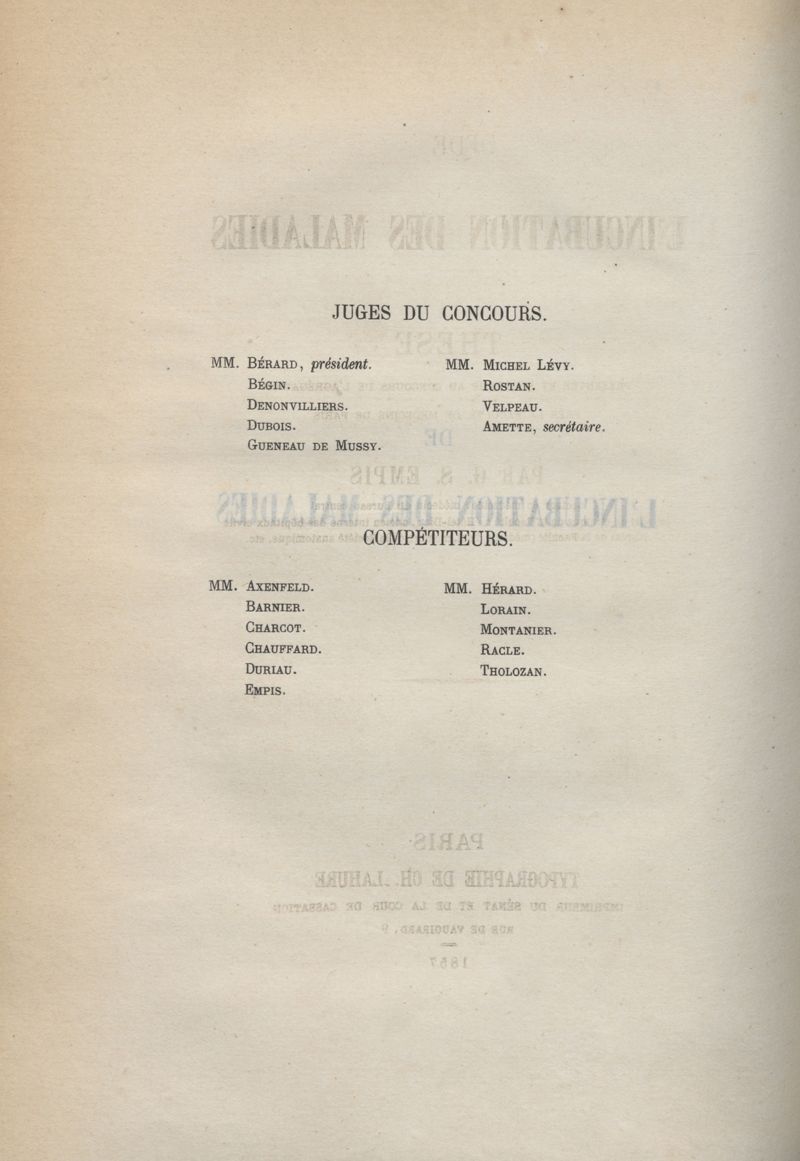 JUGES DU CONCOURS.
MM. BÉRARD, président.
BÉGIN.
DENONVILLIERS.
DUBOIS.
GUENEAU DE MUSSY.
MM. MICHEL LÉVY.
ROSTAN.
VELPEAU.
AMETTE, secrétaire.
COMPÉTITEURS.
MM. AXENFELD.
BARNIER.
CHARCOT.
CHAUFFARD.
DURIAU.
EMPIS.
MM. HÉRARD.
LORAIN.
MONTANIER.
RACLE.
THOLOZAN.